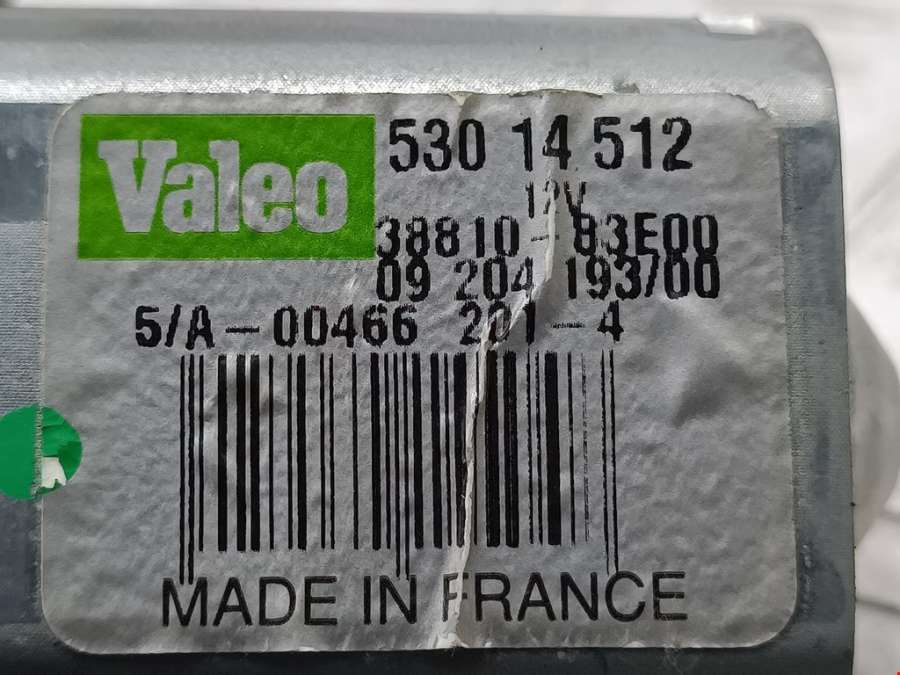 Valeo
530 14 512
12V
38810-83E00
09 204 193/00
5/A-00466 201-4
MADE IN FRANCE